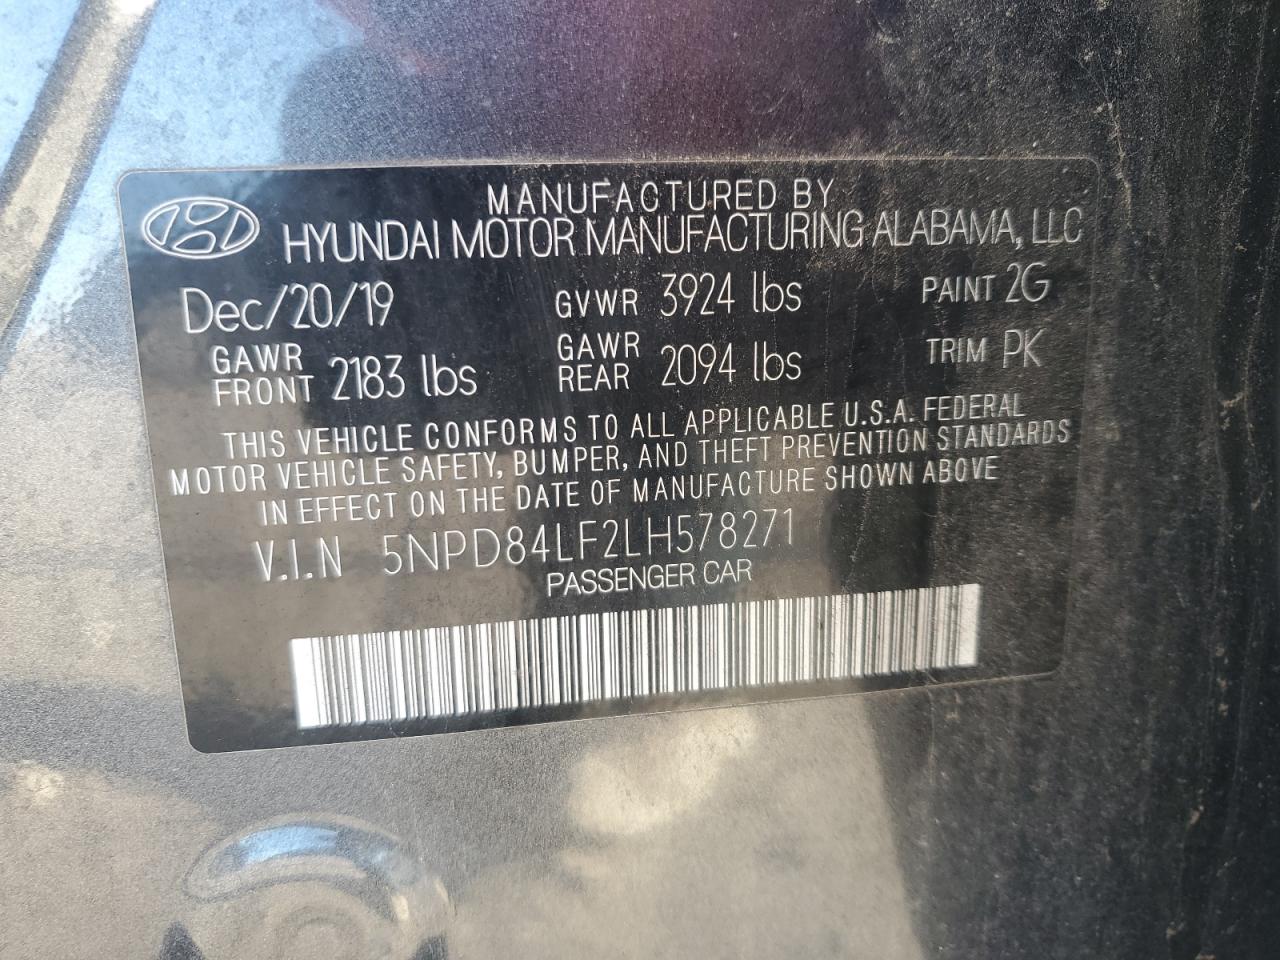 MANUFACTURED BY
HYUNDAI MOTOR MANUFACTURING ALABAMA, LLC
Dec/20/19 GVWR 3924 lbs PAINT 2G
GAWR FRONT 2183 lbs GAWR REAR 2094 lbs TRIM PK
THIS VEHICLE CONFORMS TO ALL APPLICABLE U.S.A. FEDERAL
MOTOR VEHICLE SAFETY, BUMPER, AND THEFT PREVENTION STANDARDS
IN EFFECT ON THE DATE OF MANUFACTURE SHOWN ABOVE
V.I.N 5NPD84LF2LH578271
PASSENGER CAR